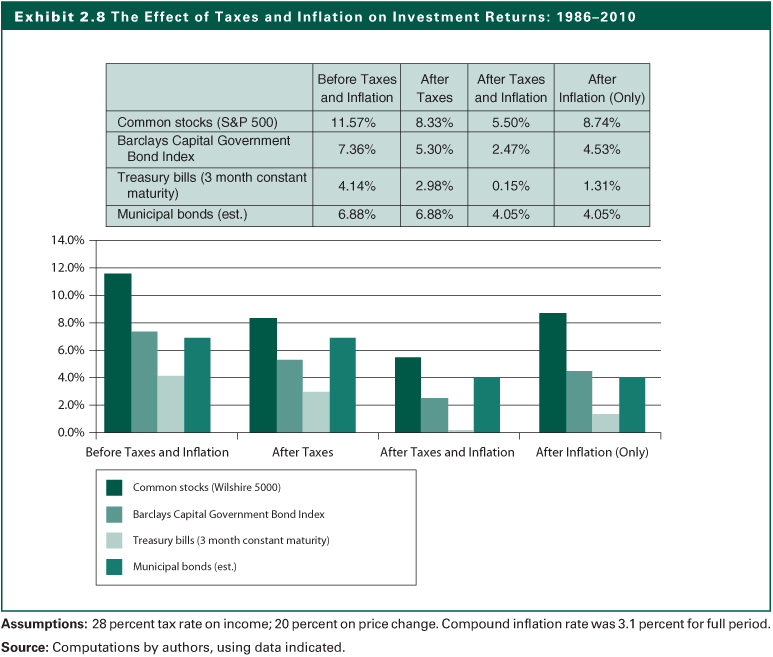 Exhibit 2.8 The Effect of Taxes and Inflation on Investment Returns: 1986–2010
Before Taxes and Inflation After Taxes After Taxes and Inflation After Inflation (Only)
Common stocks (S&P 500) 11.57% 8.33% 5.50% 8.74%
Barclays Capital Government Bond Index 7.36% 5.30% 2.47% 4.53%
Treasury bills (3 month constant maturity) 4.14% 2.98% 0.15% 1.31%
Municipal bonds (est.) 6.88% 6.88% 4.05% 4.05%
14.0%
12.0%
10.0%
8.0%
6.0%
4.0%
2.0%
0.0%
Before Taxes and Inflation After Taxes After Taxes and Inflation After Inflation (Only)
Common stocks (Wilshire 5000)
Barclays Capital Government Bond Index
Treasury bills (3 month constant maturity)
Municipal bonds (est.)
Assumptions: 28 percent tax rate on income; 20 percent on price change. Compound inflation rate was 3.1 percent for full period.
Source: Computations by authors, using data indicated.